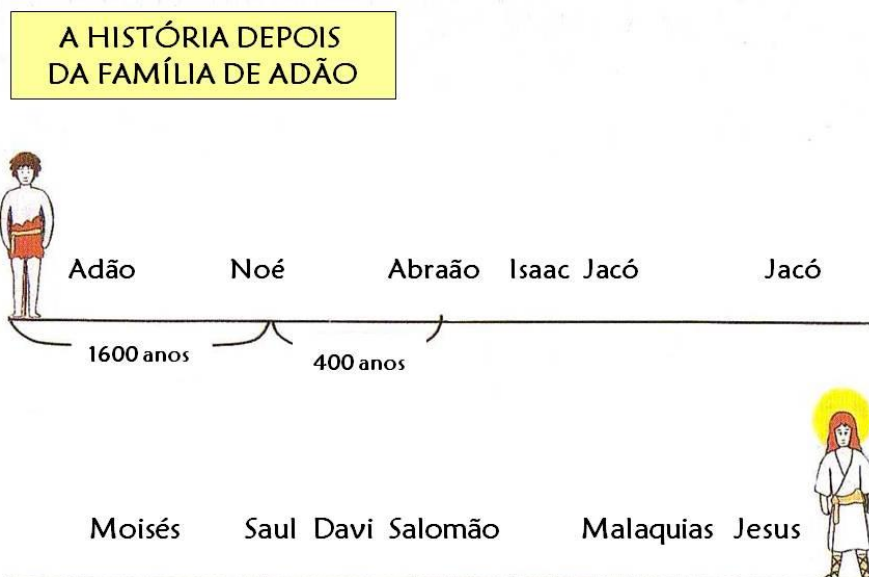 A HISTÓRIA DEPOIS
DA FAMÍLIA DE ADÃO
Adão Noé Abraão Isaac Jacó Jacó
1600 anos 400 anos
Moisés Saul Davi Salomão Malaquias Jesus